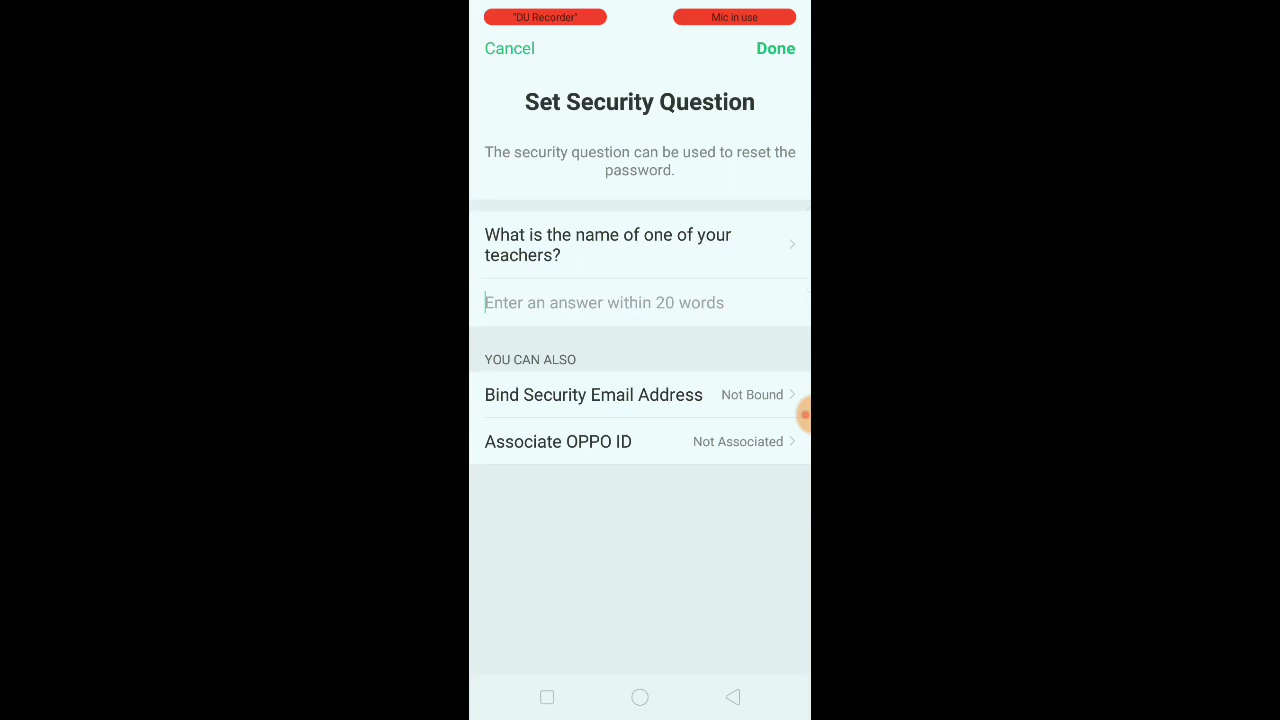 "DU Recorder" Mic in use
Cancel Done
Set Security Question
The security question can be used to reset the
password.
What is the name of one of your
teachers?
Enter an answer within 20 words
YOU CAN ALSO
Bind Security Email Address Not Bound
Associate OPPO ID Not Associated